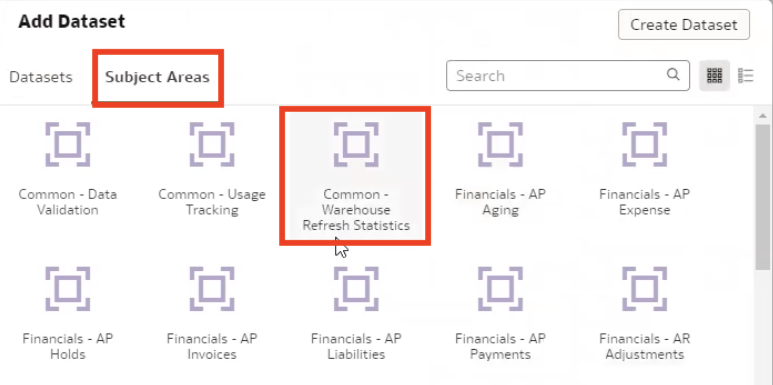 Add Dataset
Create Dataset
Datasets
Subject Areas
Search
Common - Data
Validation
Common - Usage
Tracking
Common -
Warehouse
Refresh Statistics
Financials - AP
Aging
Financials - AP
Expense
Financials - AP
Holds
Financials - AP
Invoices
Financials - AP
Liabilities
Financials - AP
Payments
Financials - AR
Adjustments